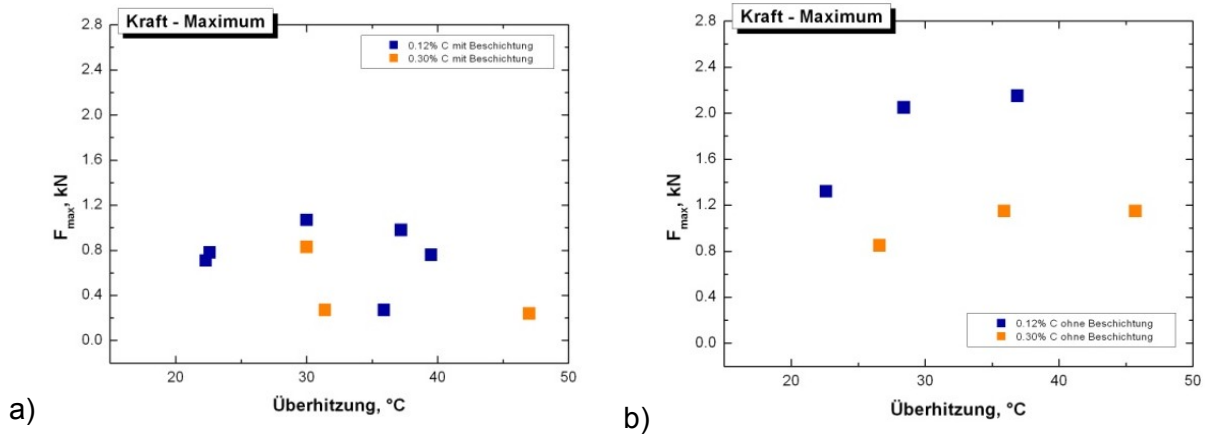 Kraft - Maximum
2.8
2.4
2.0
1.6
1.2
0.8
0.4
0.0
F_max, kN
0.12% C mit Beschichtung
0.30% C mit Beschichtung
20 30 40 50
Überhitzung, °C
a)
Kraft - Maximum
2.8
2.4
2.0
1.6
1.2
0.8
0.4
0.0
F_max, kN
0.12% C ohne Beschichtung
0.30% C ohne Beschichtung
20 30 40 50
Überhitzung, °C
b)